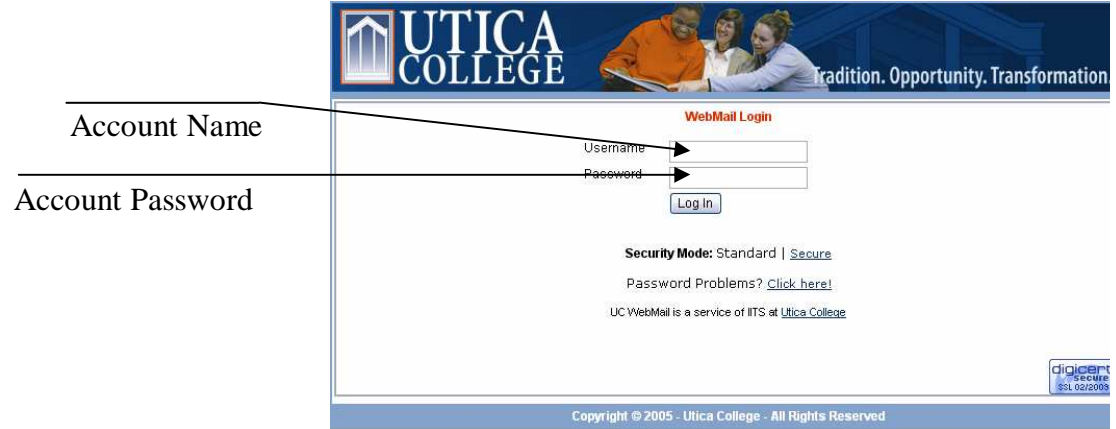 UTICA
COLLEGE
Tradition. Opportunity. Transformation.
Account Name
Account Password
WebMail Login
Username
Password
Log In
Security Mode: Standard | Secure
Password Problems? Click here!
UC WebMail is a service of IITS at Utica College
digicert
secure
SSL 02/2009
Copyright © 2005 - Utica College - All Rights Reserved